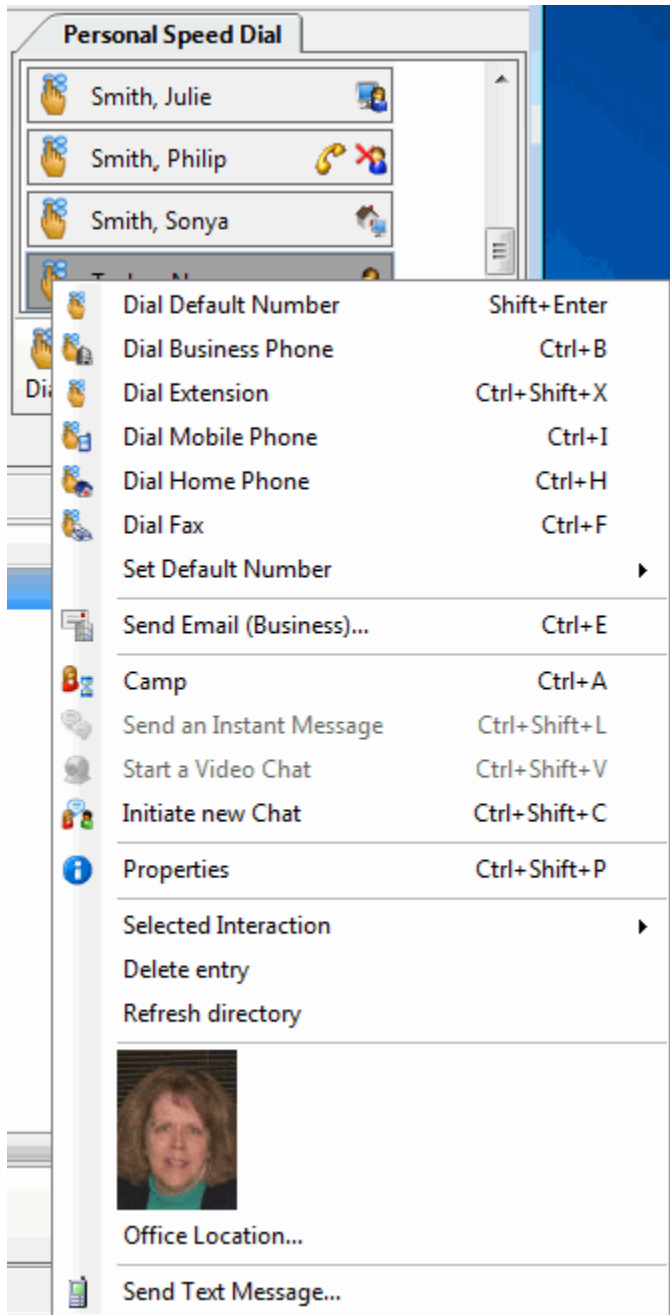 Personal Speed Dial
Smith, Julie
Smith, Philip
Smith, Sonya
Dial Default Number Shift+Enter
Dial Business Phone Ctrl+B
Dial Extension Ctrl+Shift+X
Dial Mobile Phone Ctrl+I
Dial Home Phone Ctrl+H
Dial Fax Ctrl+F
Set Default Number
Send Email (Business)... Ctrl+E
Camp Ctrl+A
Send an Instant Message Ctrl+Shift+L
Start a Video Chat Ctrl+Shift+V
Initiate new Chat Ctrl+Shift+C
Properties Ctrl+Shift+P
Selected Interaction
Delete entry
Refresh directory
Office Location...
Send Text Message...